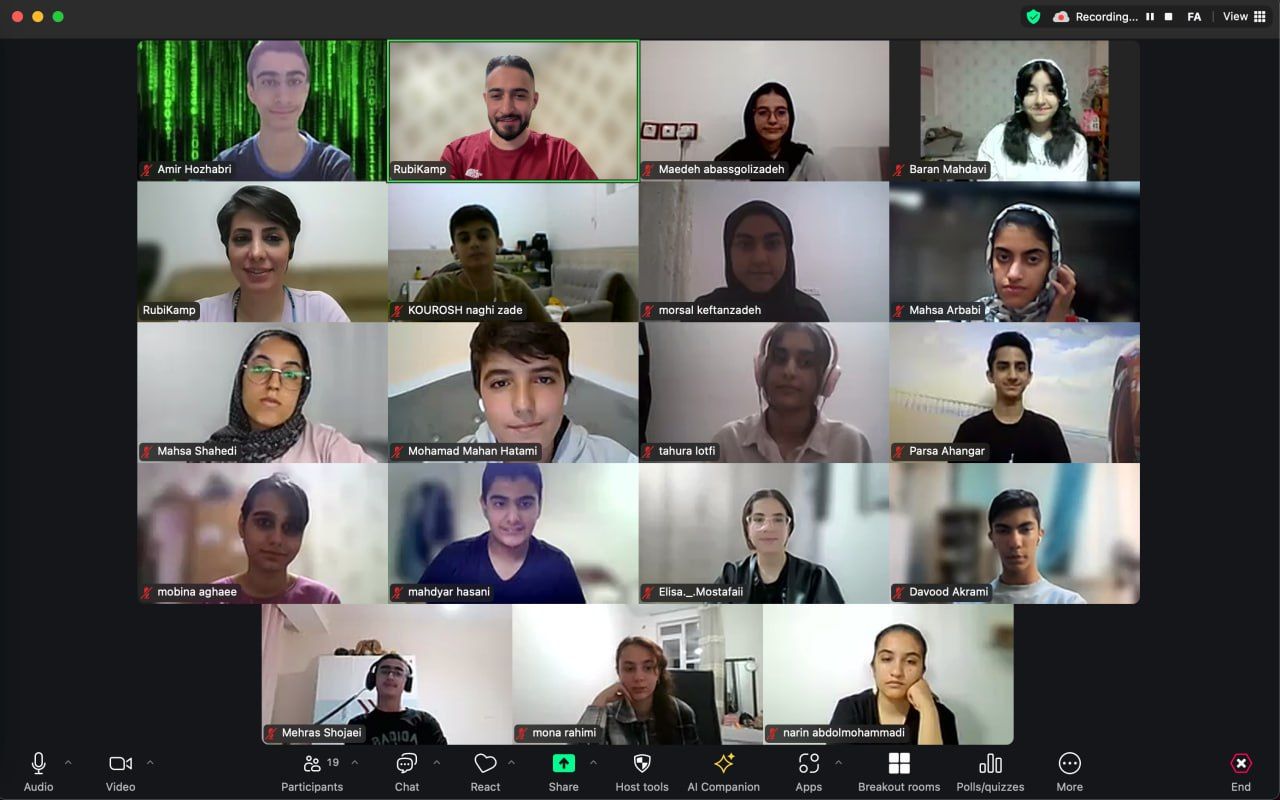 Recording... FA View
Amir Hozhabri
RubiKamp
Maedeh abassgolizadeh
Baran Mahdavi
RubiKamp
KOUROSH naghi zade
morsal keftanzadeh
Mahsa Arbabi
Mahsa Shahedi
Mohamad Mahan Hatami
tahura lotfi
Parsa Ahangar
mobina aghaee
mahdyar hasani
Elisa._.Mostafaii
Davood Akrami
Mehras Shojaei
mona rahimi
narin abdolmohammadi
19
Audio Video Participants Chat React Share Host tools AI Companion Apps Breakout rooms Polls/quizzes More End